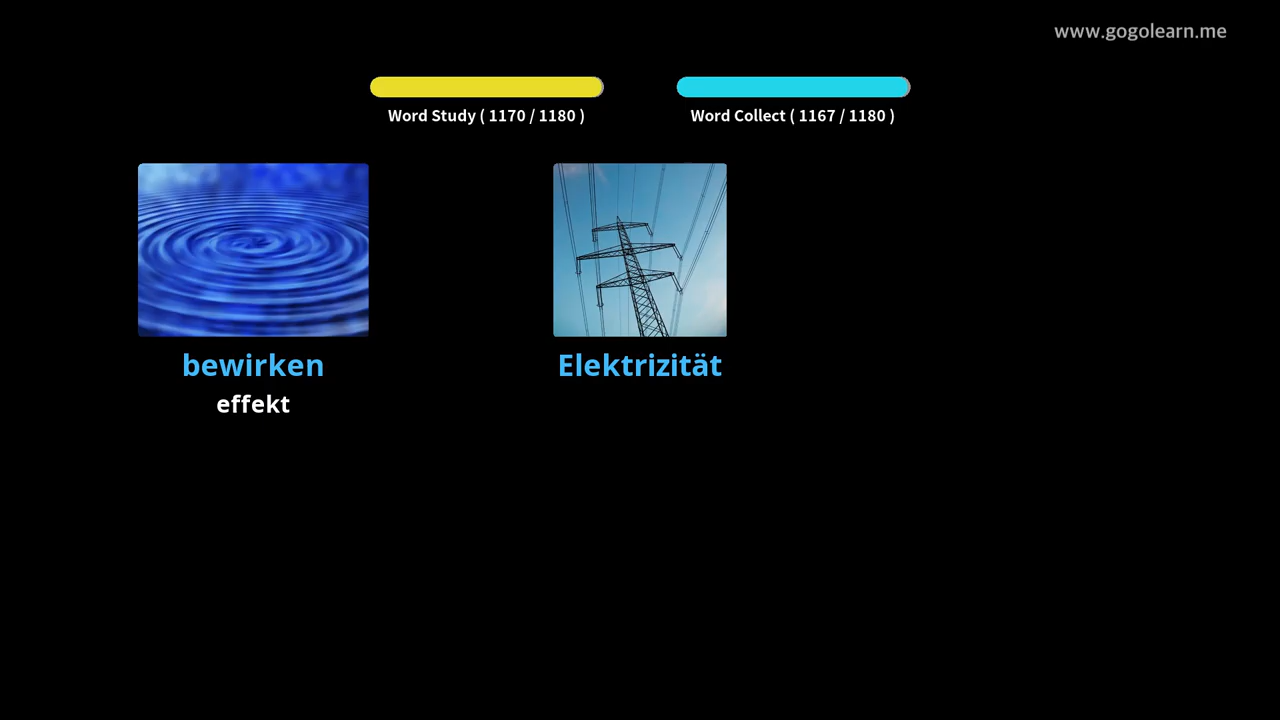 www.gogolearn.me
Word Study ( 1170 / 1180 )
Word Collect ( 1167 / 1180 )
bewirken
effekt
Elektrizität